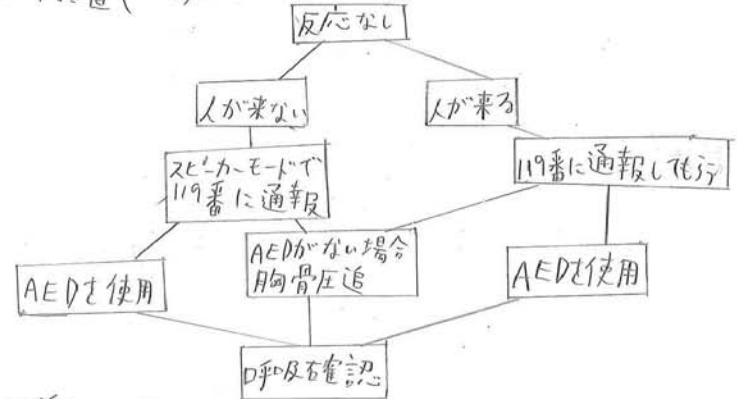 反応なし
人が来ない
人が来る
スピーカーモードで
119番に通報
119番に通報してもらう
AEDを使用
AEDがない場合
胸骨圧迫
AEDを使用
呼吸を確認